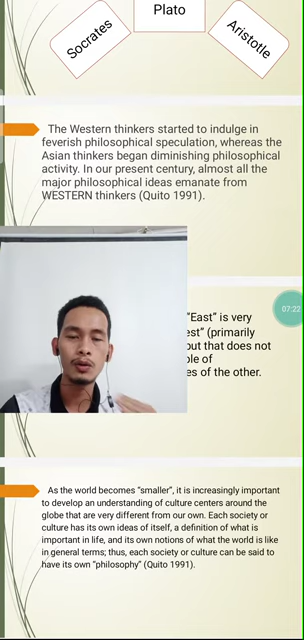 Socrates
Plato
Aristotle
The Western thinkers started to indulge in
feverish philosophical speculation, whereas the
Asian thinkers began diminishing philosophical
activity. In our present century, almost all the
major philosophical ideas emanate from
WESTERN thinkers (Quito 1991).
“East” is very
est” (primarily
but that does not
ble of
es of the other.
07:22
As the world becomes “smaller”, it is increasingly important
to develop an understanding of culture centers around the
globe that are very different from our own. Each society or
culture has its own ideas of itself, a definition of what is
important in life, and its own notions of what the world is like
in general terms; thus, each society or culture can be said to
have its own “philosophy” (Quito 1991).